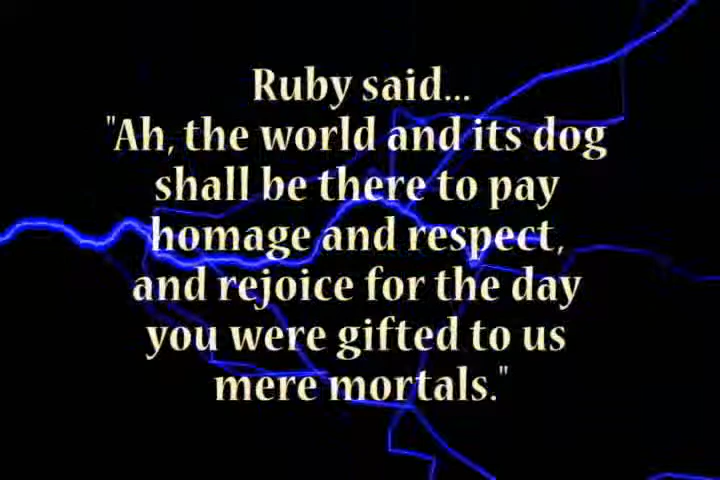 Ruby said...
"Ah, the world and its dog
shall be there to pay
homage and respect,
and rejoice for the day
you were gifted to us
mere mortals."